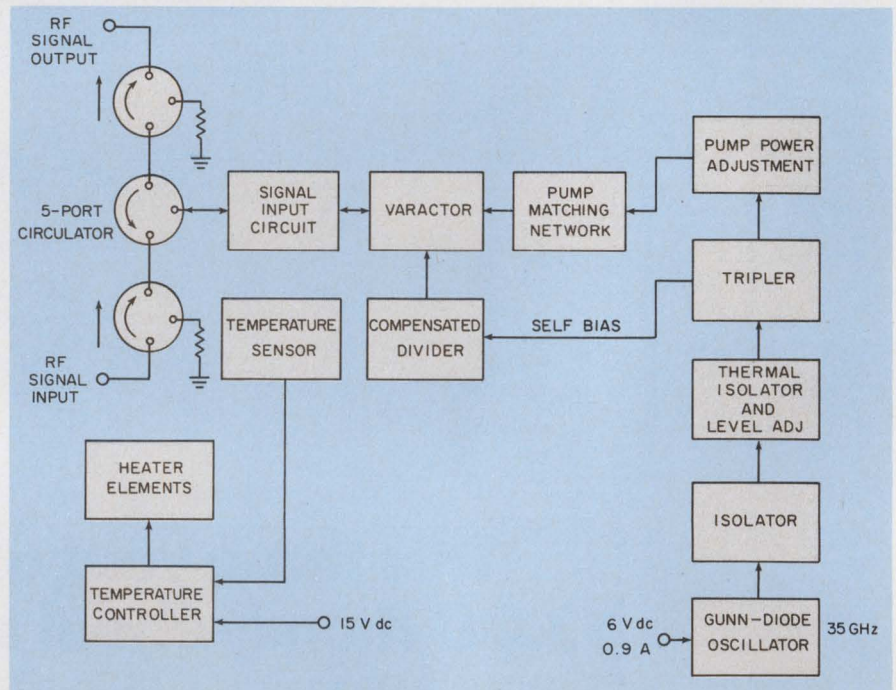 RF
SIGNAL
OUTPUT
5-PORT
CIRCULATOR
RF
SIGNAL
INPUT
SIGNAL
INPUT
CIRCUIT
VARACTOR
PUMP
MATCHING
NETWORK
PUMP POWER
ADJUSTMENT
TRIPLER
SELF BIAS
COMPENSATED
DIVIDER
TEMPERATURE
SENSOR
THERMAL
ISOLATOR
AND
LEVEL ADJ
HEATER
ELEMENTS
ISOLATOR
TEMPERATURE
CONTROLLER
15 V dc
6 V dc
0.9 A
GUNN-DIODE
OSCILLATOR
35 GHz